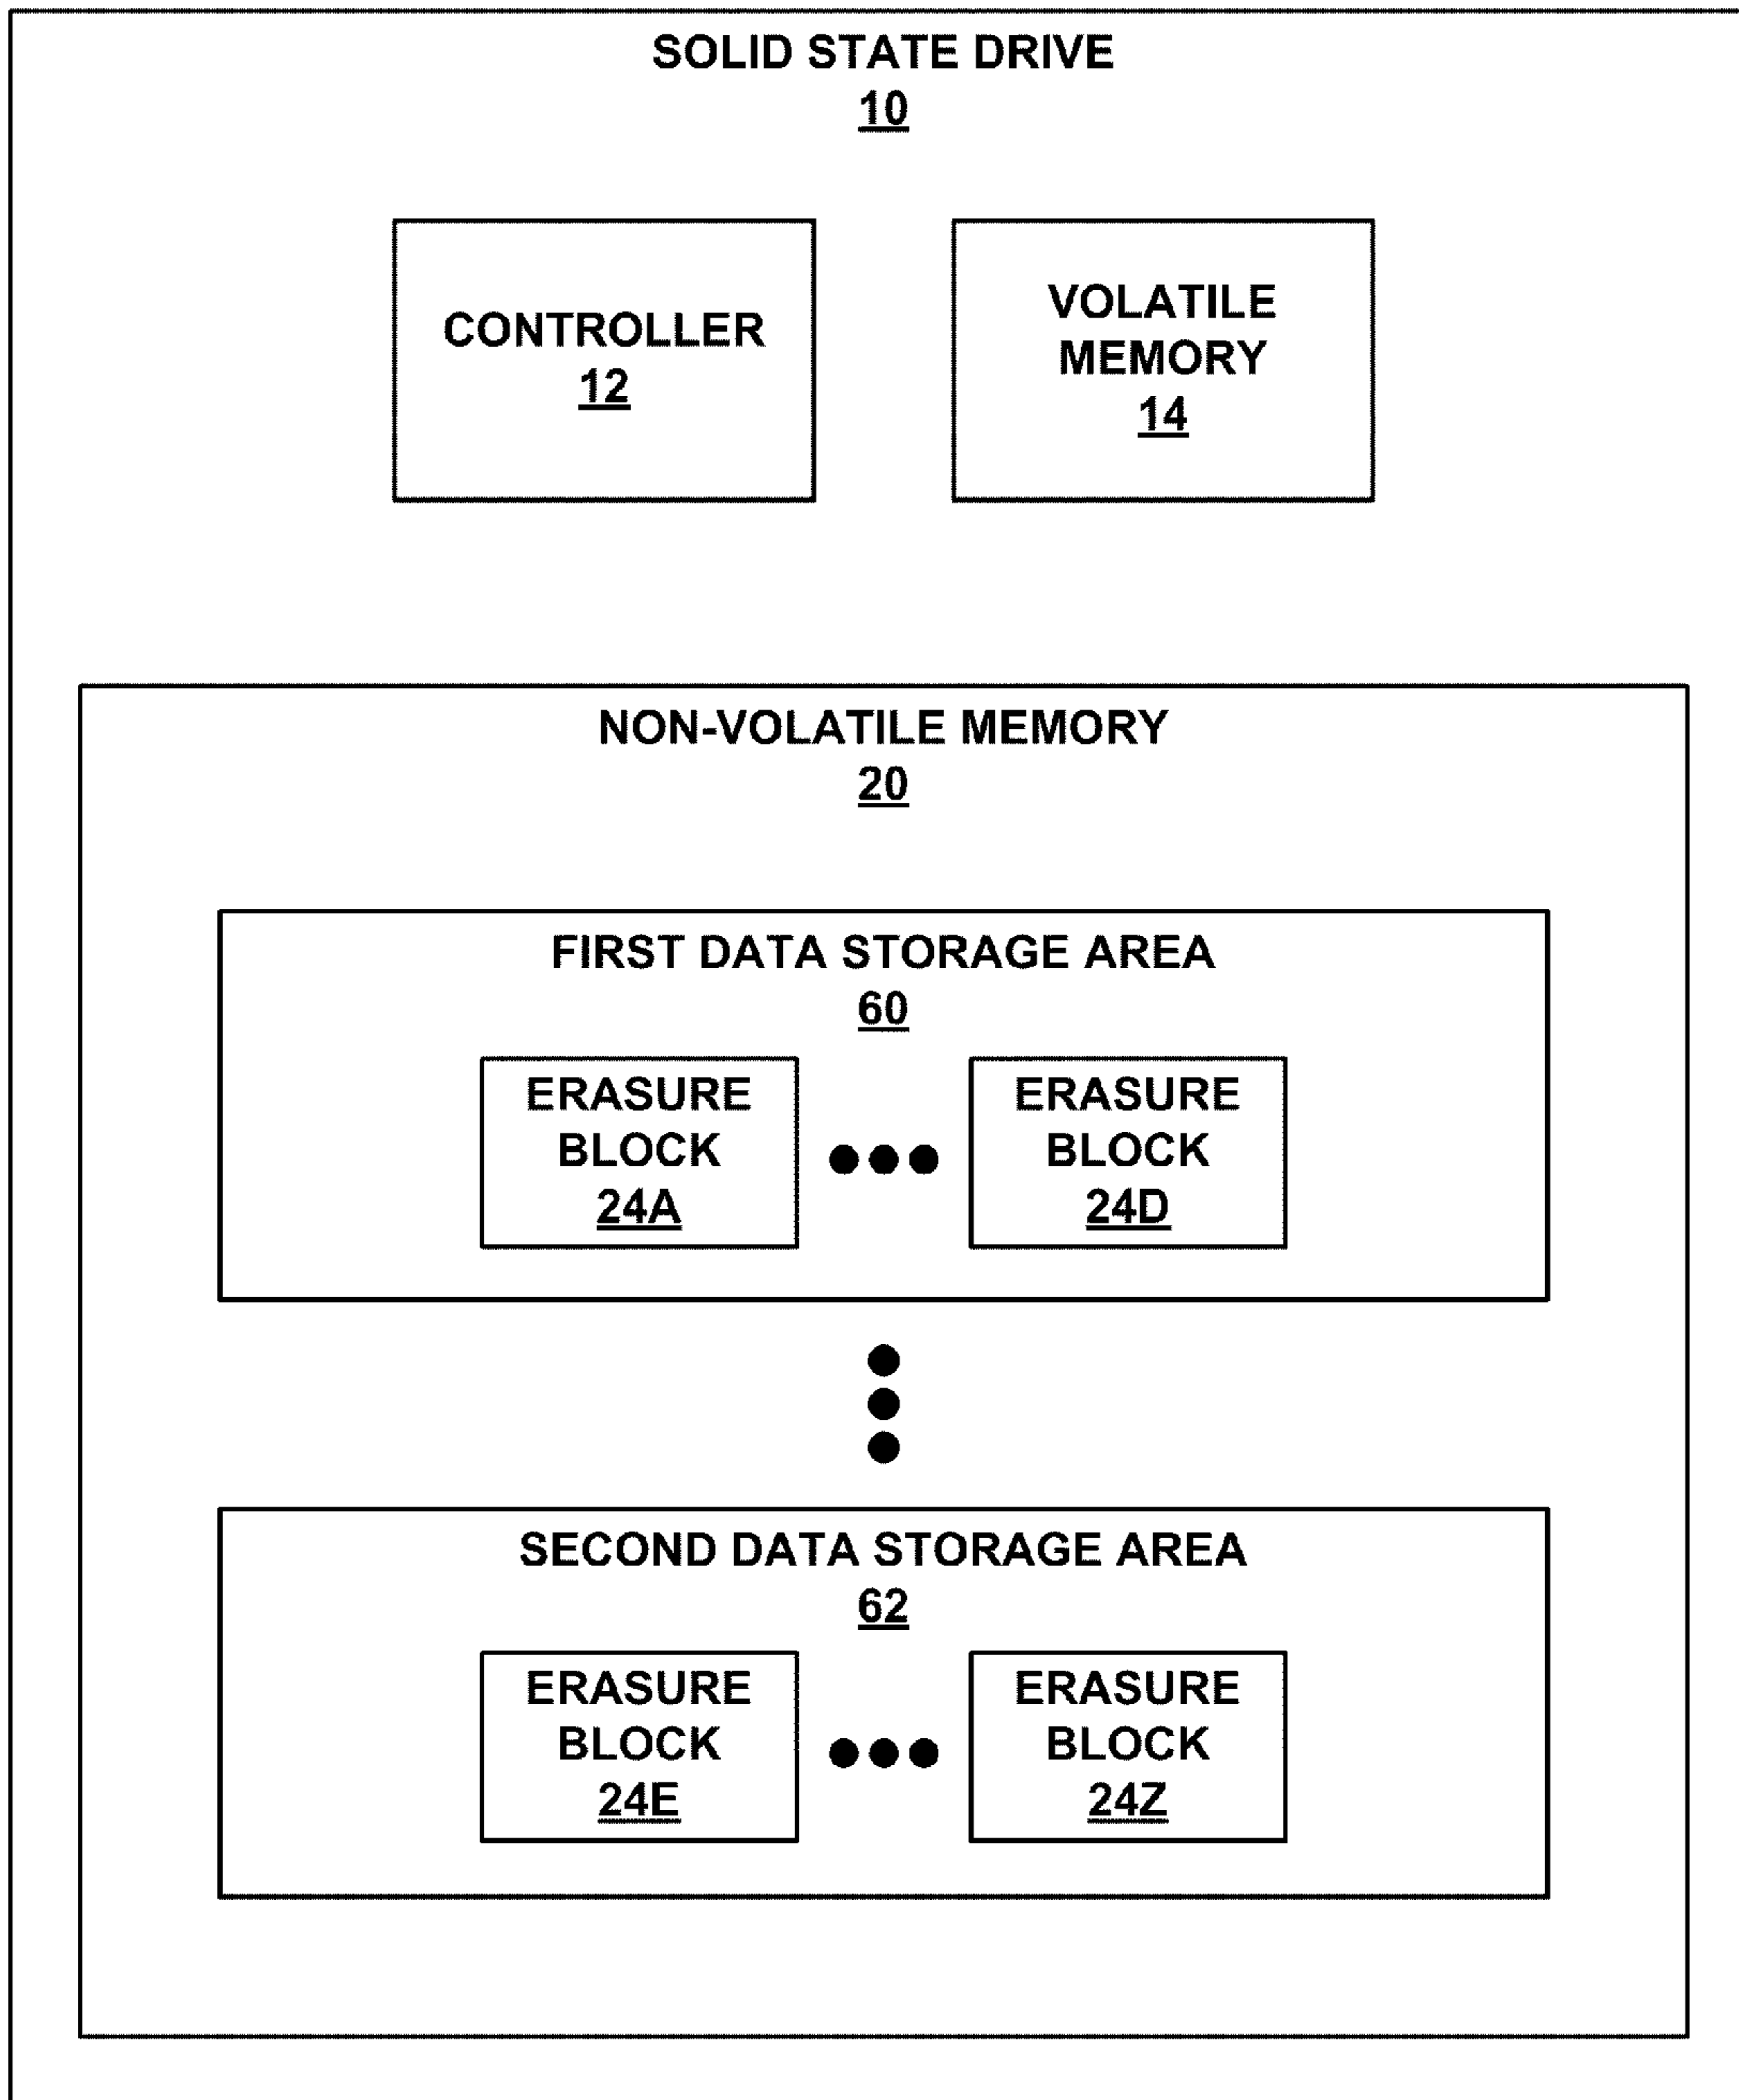 SOLID STATE DRIVE
10
CONTROLLER
12
VOLATILE
MEMORY
14
NON-VOLATILE MEMORY
20
FIRST DATA STORAGE AREA
60
ERASURE
BLOCK
24A
ERASURE
BLOCK
24D
SECOND DATA STORAGE AREA
62
ERASURE
BLOCK
24E
ERASURE
BLOCK
24Z